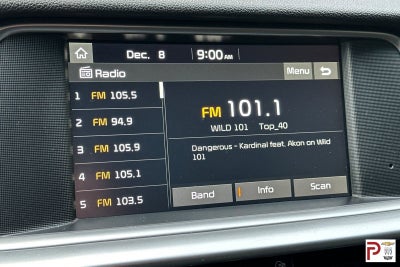 Dec. 8 9:00 AM
Radio Menu
1 FM 105.5
2 FM 94.9
3 FM 105.9
4 FM 105.1
5 FM 103.5
FM 101.1
WILD 101 Top_40
Dangerous - Kardinal feat. Akon on Wild
101
Band Info Scan
P